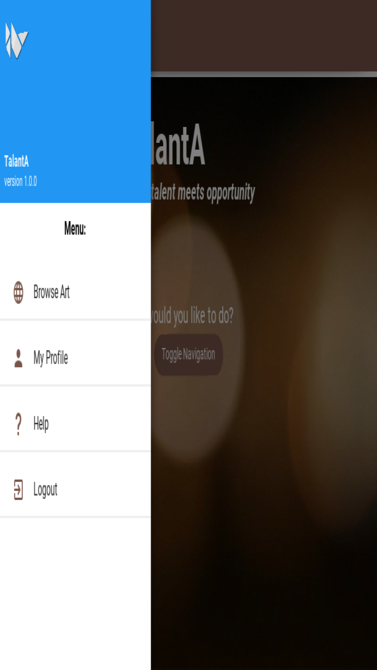 TalantA
version 1.0.0
Menu:
Browse Art
My Profile
Help
Logout
lantA
talent meets opportunity
ould you like to do?
Toggle Navigation